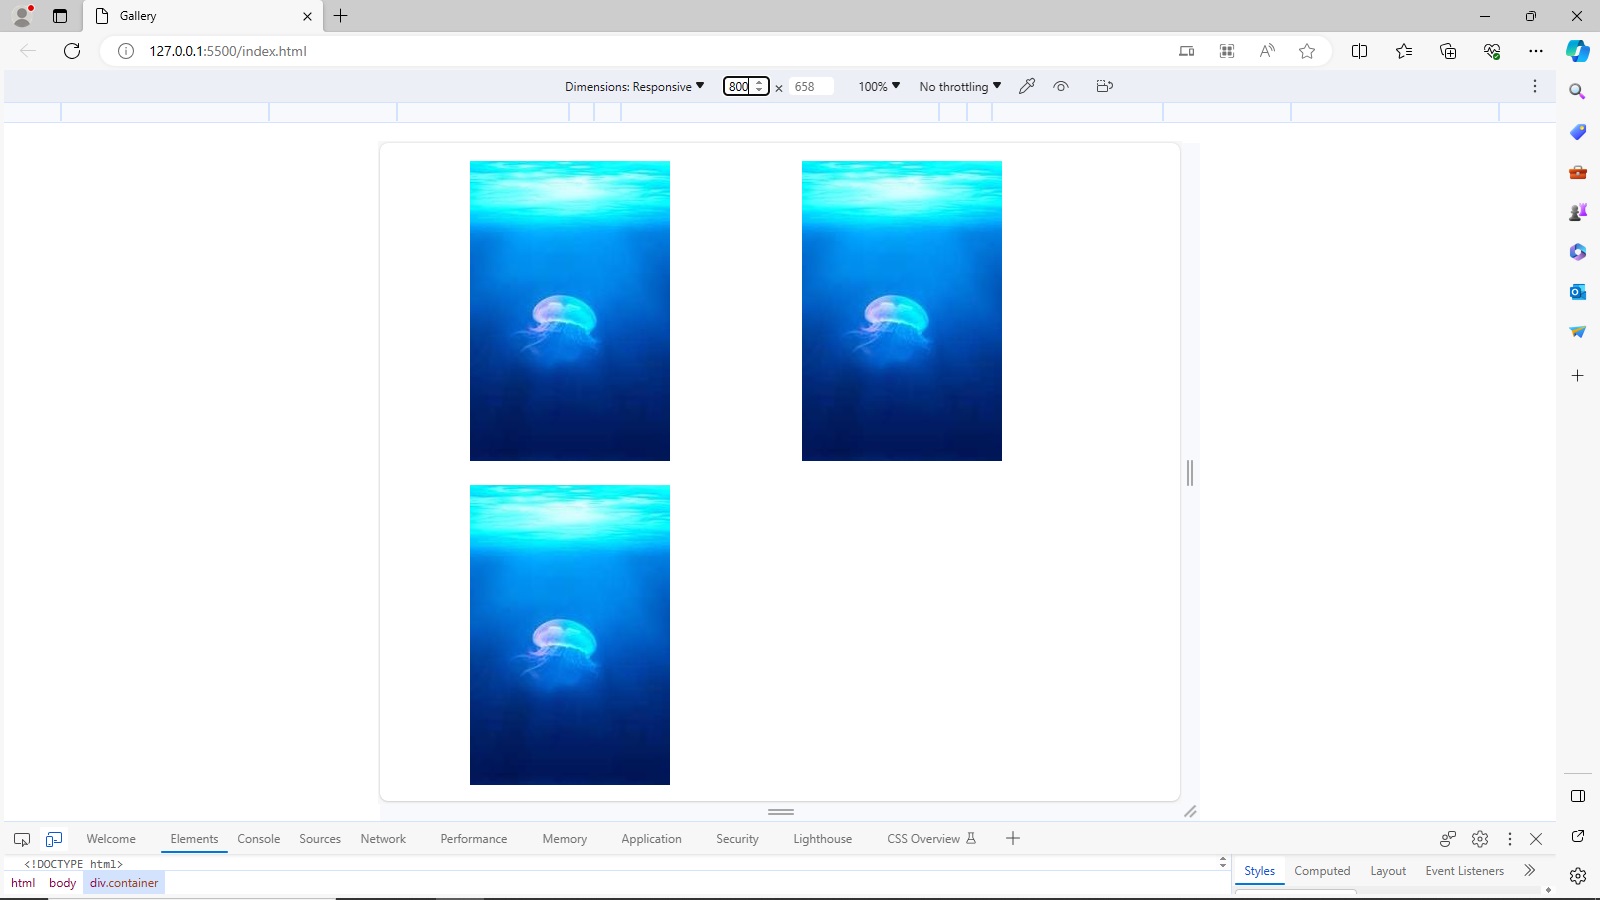 Gallery
127.0.0.1:5500/index.html
Dimensions: Responsive 800 × 658 100% No throttling
Welcome Elements Console Sources Network Performance Memory Application Security Lighthouse CSS Overview
<!DOCTYPE html>
html body div.container
Styles Computed Layout Event Listeners